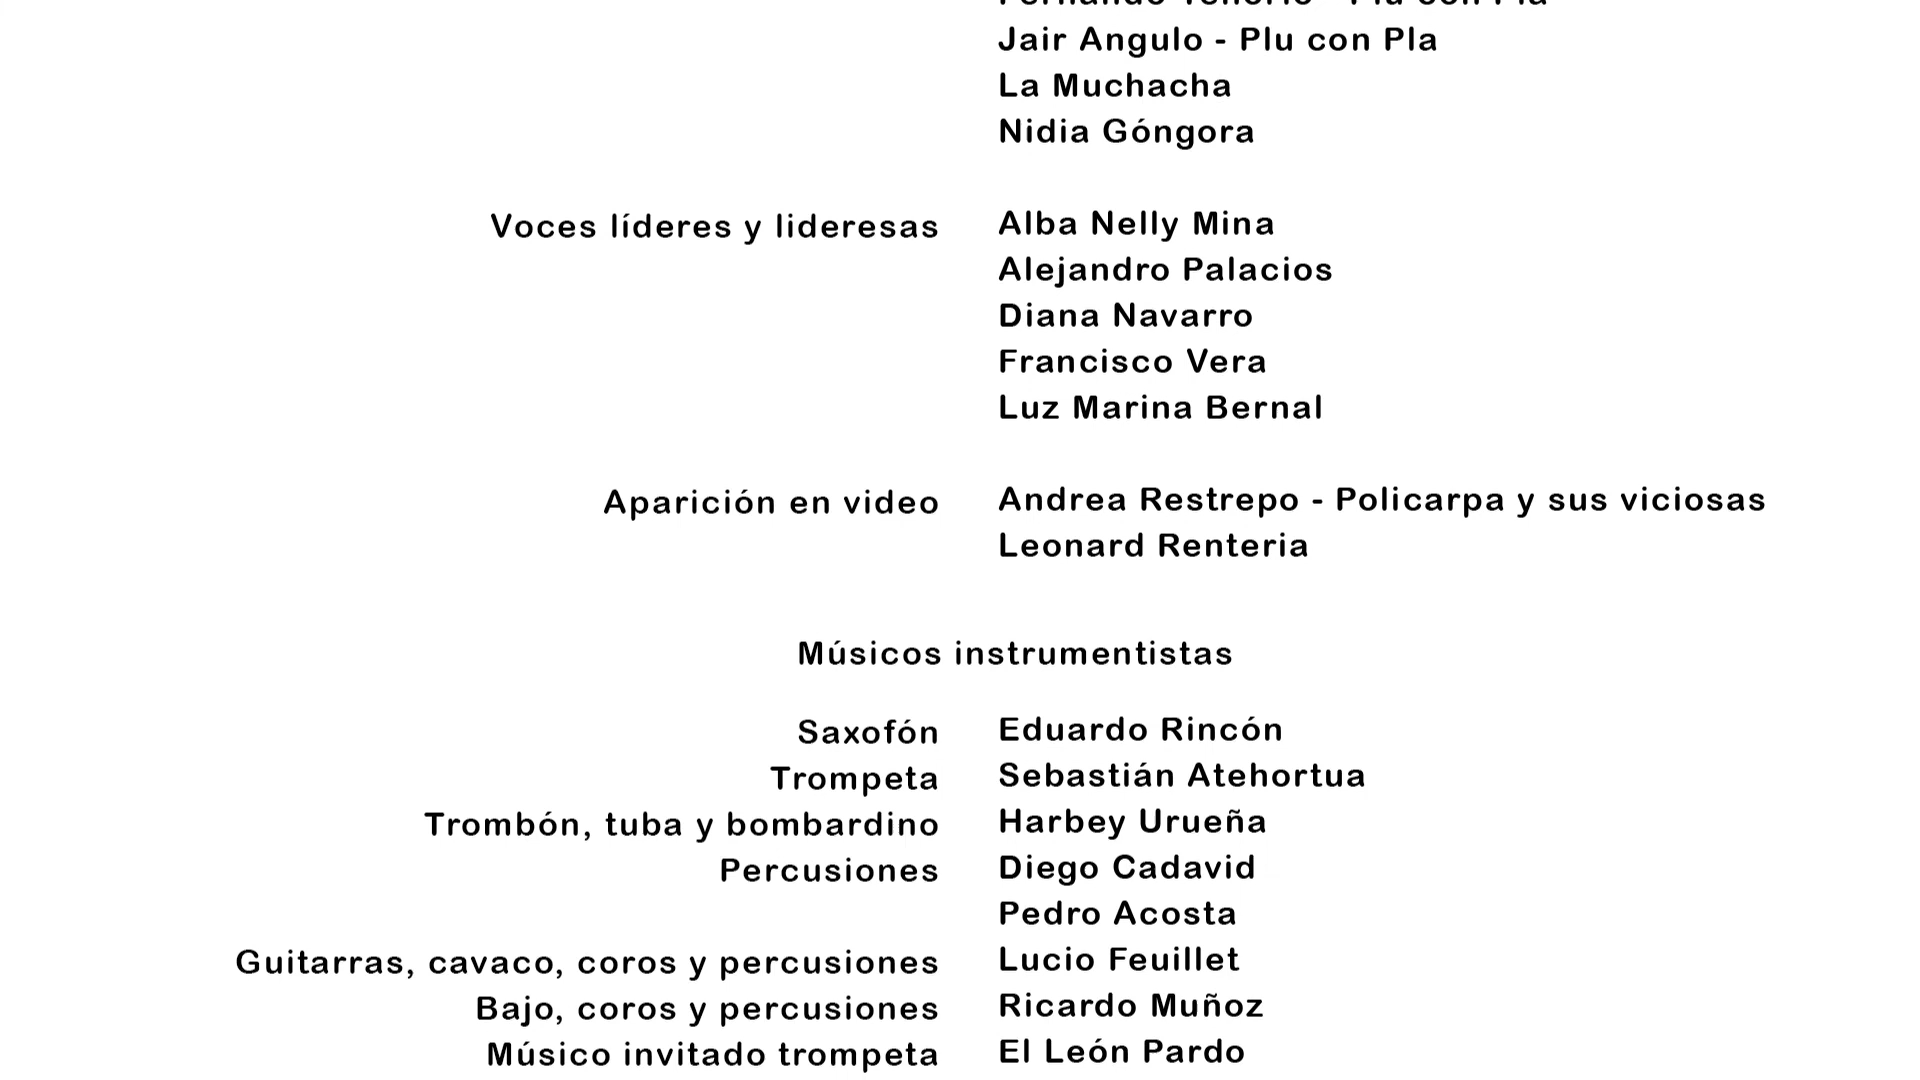 Jair Angulo - Plu con Pla
La Muchacha
Nidia Góngora
Voces líderes y lideresas Alba Nelly Mina
Alejandro Palacios
Diana Navarro
Francisco Vera
Luz Marina Bernal
Aparición en video Andrea Restrepo - Policarpa y sus viciosas
Leonard Renteria
Músicos instrumentistas
Saxofón Eduardo Rincón
Trompeta Sebastián Atehortua
Trombón, tuba y bombardino Harbey Urueña
Percusiones Diego Cadavid
Pedro Acosta
Guitarras, cavaco, coros y percusiones Lucio Feuillet
Bajo, coros y percusiones Ricardo Muñoz
Músico invitado trompeta El León Pardo